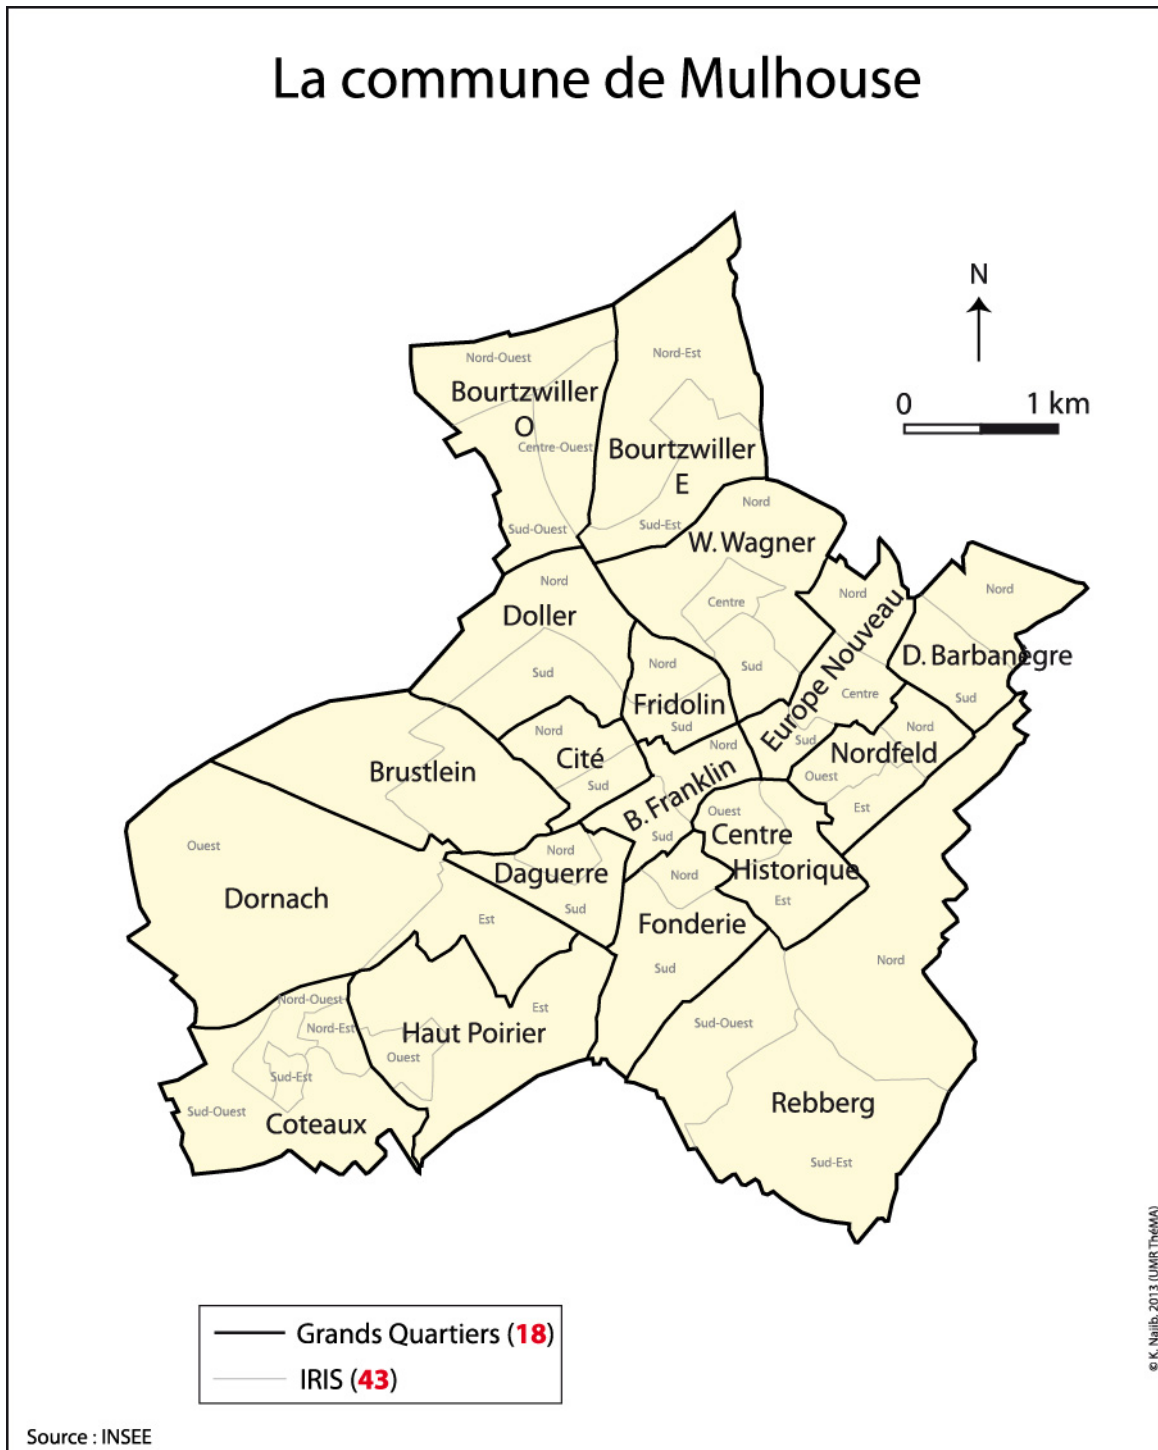 La commune de Mulhouse
N
0 1 km
Nord-Ouest
Bourtzwiller
O
Centre-Ouest
Sud-Ouest
Nord-Est
Bourtzwiller
E
Sud-Est
Nord
W. Wagner
Centre
Sud
Nord
Doller
Sud
Nord
Fridolin
Sud
Nord
Europe Nouveau
Centre
Sud
Nord
D. Barbanègre
Sud
Nord
Nordfeld
Ouest
Est
Nord
Cité
Sud
Brustlein
Nord
B. Franklin
Sud
Ouest
Centre
Historique
Est
Nord
Daguerre
Sud
Nord
Fonderie
Sud
Ouest
Dornach
Est
Est
Haut Poirier
Ouest
Nord-Ouest
Nord-Est
Sud-Est
Sud-Ouest
Coteaux
Nord
Sud-Ouest
Rebberg
Sud-Est
Grands Quartiers (18)
IRIS (43)
Source : INSEE
© K. Najib, 2013 (UMR ThéMA)